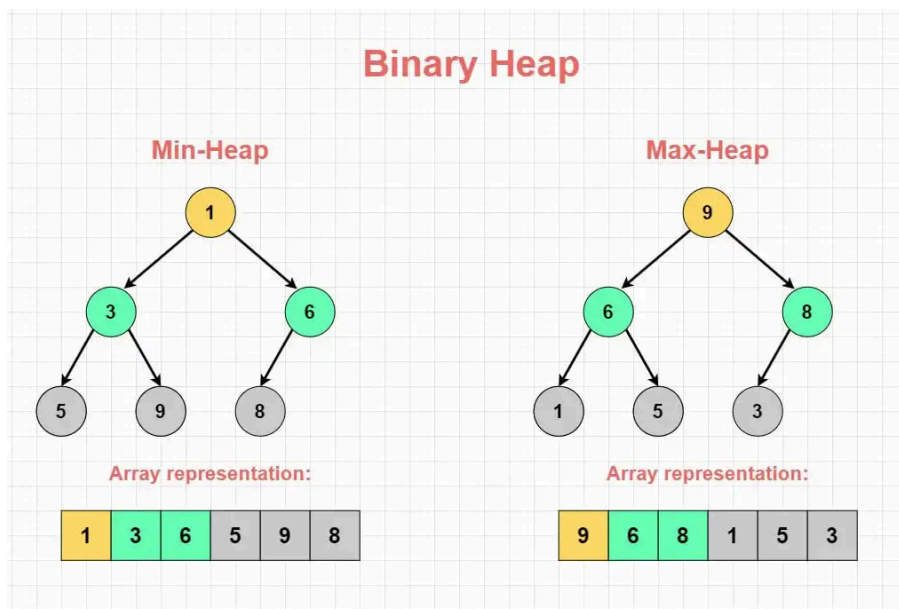 Binary Heap
Min-Heap
1
3 6
5 9 8
Array representation:
1 3 6 5 9 8
Max-Heap
9
6 8
1 5 3
Array representation:
9 6 8 1 5 3